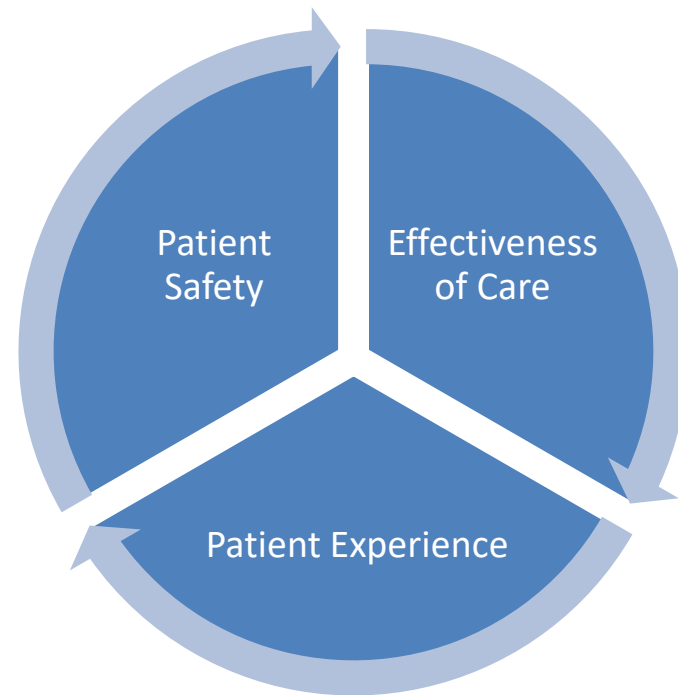 Patient
Safety
Effectiveness
of Care
Patient Experience